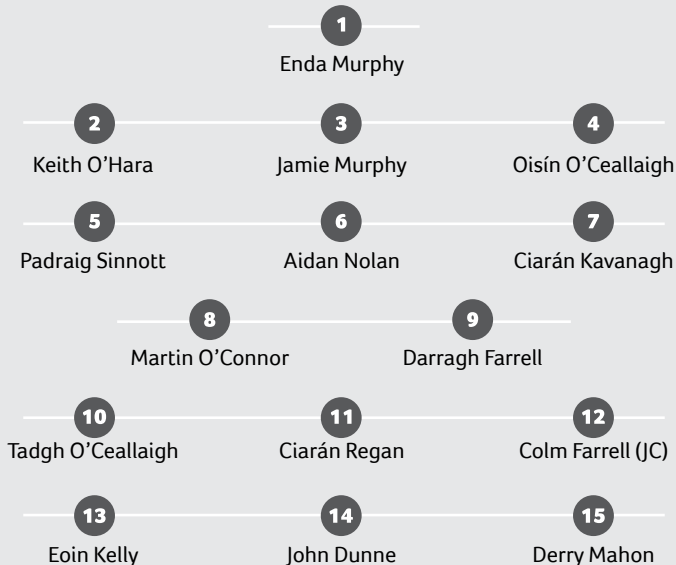 1
Enda Murphy
2 3 4
Keith O’Hara Jamie Murphy Oisín O’Ceallaigh
5 6 7
Padraig Sinnott Aidan Nolan Ciarán Kavanagh
8 9
Martin O’Connor Darragh Farrell
10 11 12
Tadgh O’Ceallaigh Ciarán Regan Colm Farrell (JC)
13 14 15
Eoin Kelly John Dunne Derry Mahon